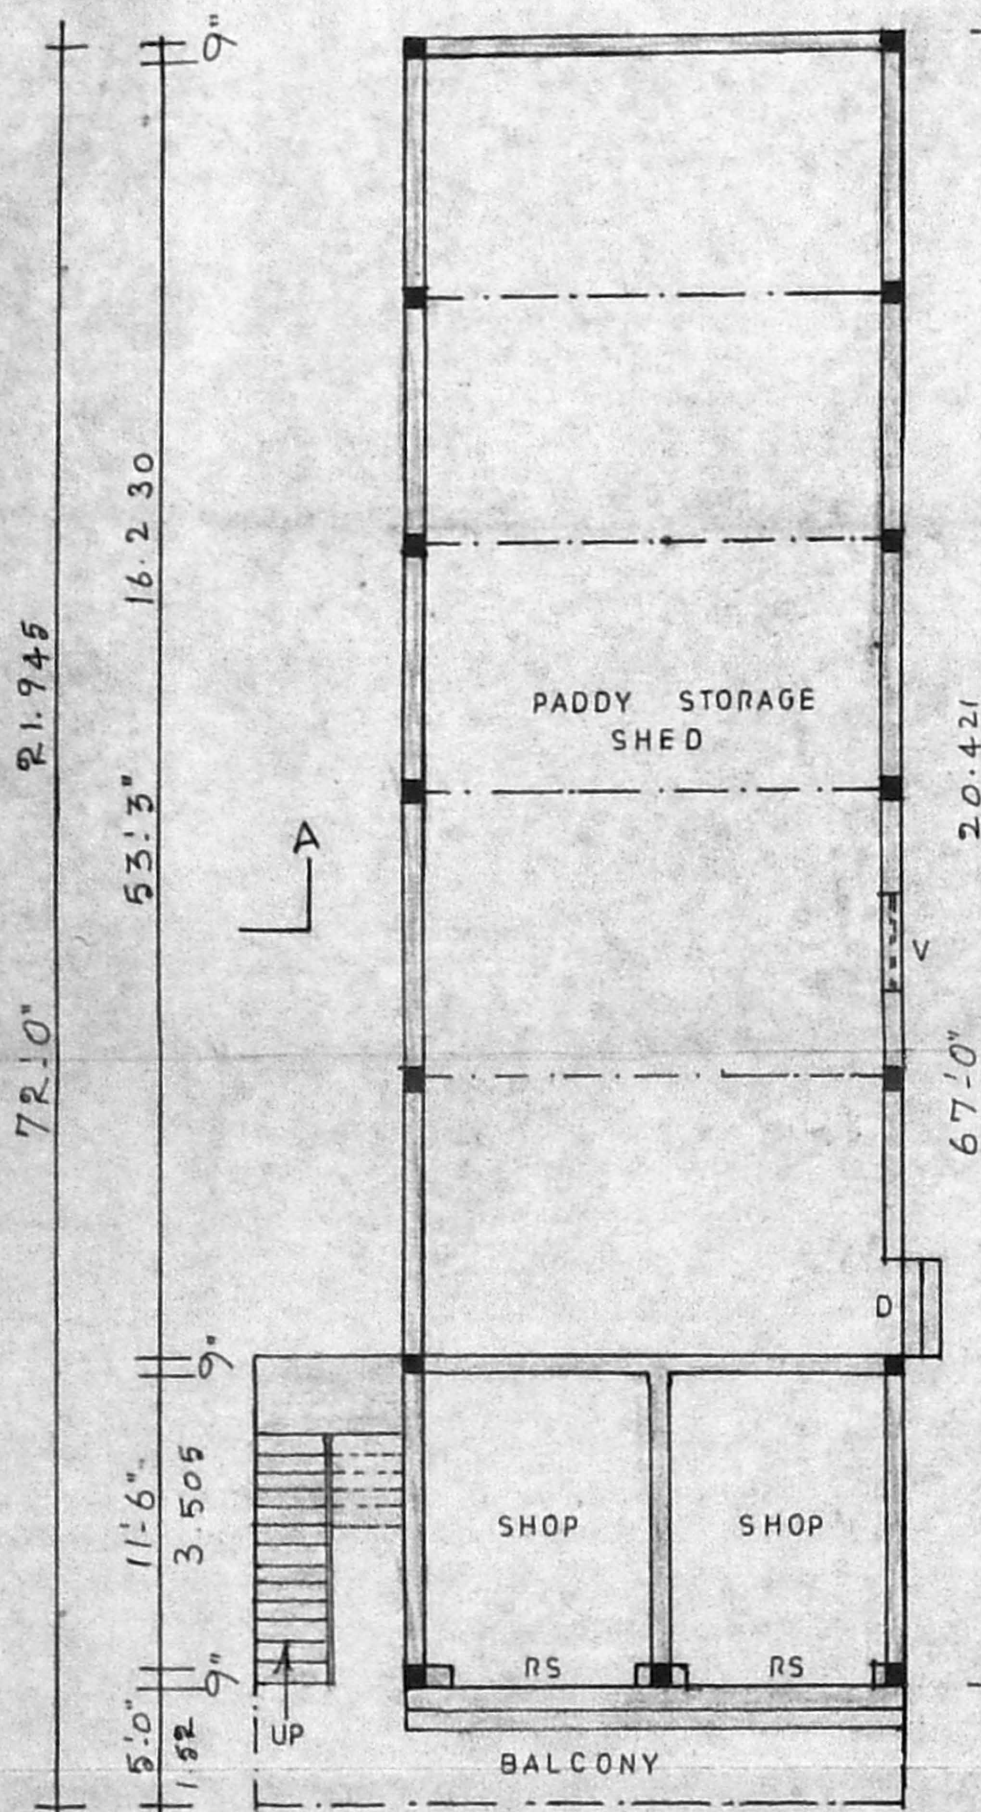 9"
72'-0" 21.945
53'-3" 16.230
PADDY STORAGE
SHED
A
V
67'-0" 20.421
D
9"
11'-6"
3.505
SHOP
SHOP
RS
RS
9"
5'-0"
1.52
UP
BALCONY